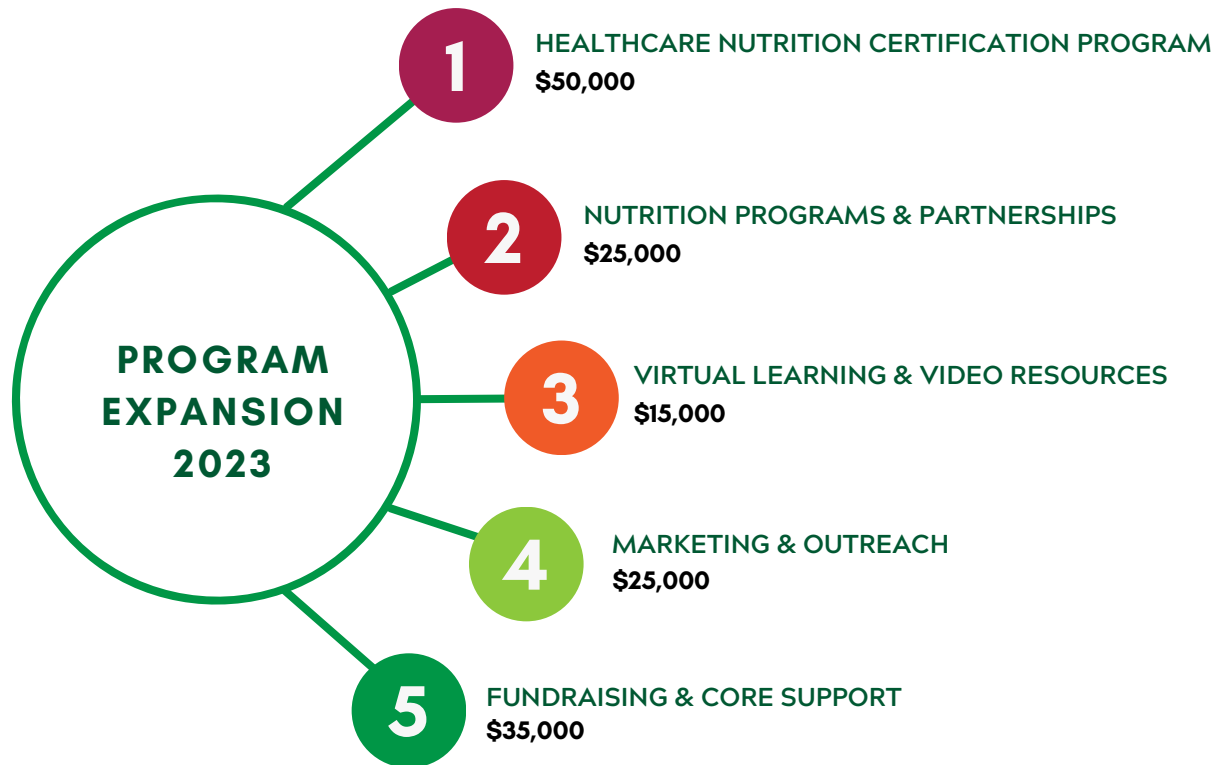 PROGRAM
EXPANSION
2023
1
HEALTHCARE NUTRITION CERTIFICATION PROGRAM
$50,000
2
NUTRITION PROGRAMS & PARTNERSHIPS
$25,000
3
VIRTUAL LEARNING & VIDEO RESOURCES
$15,000
4
MARKETING & OUTREACH
$25,000
5
FUNDRAISING & CORE SUPPORT
$35,000